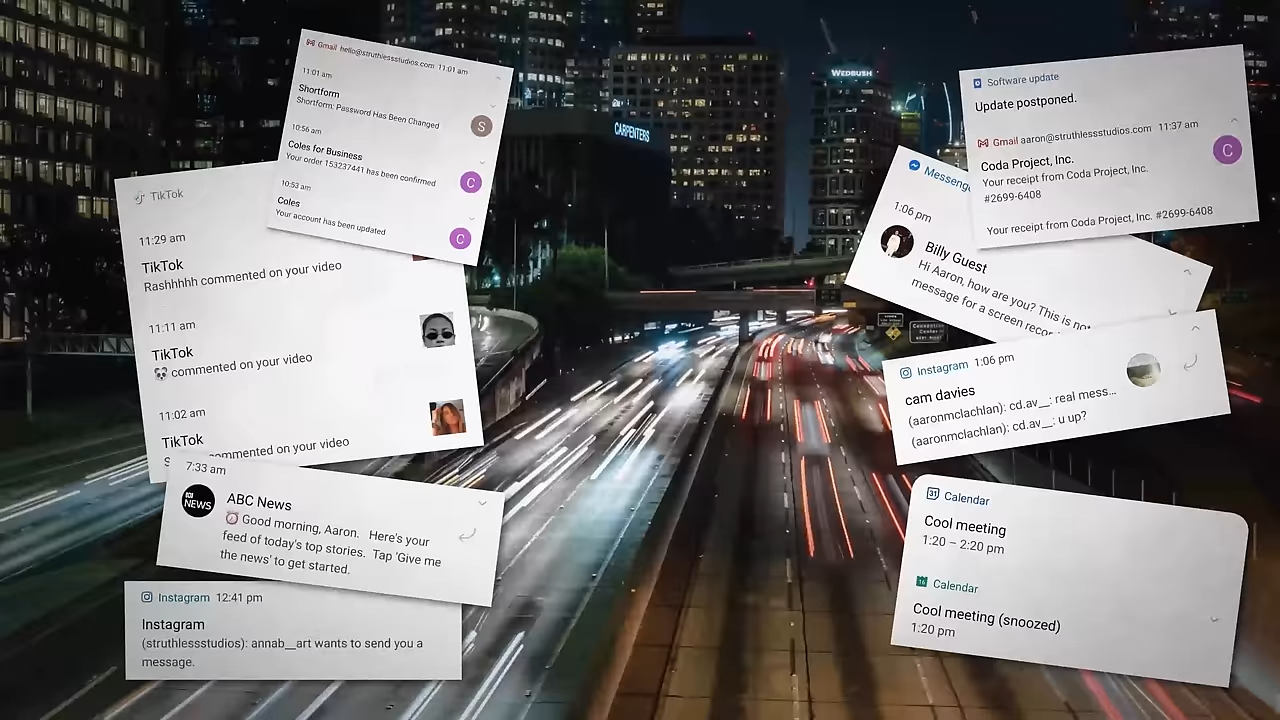 Gmail hello@struthlessstudios.com 11:01 am
11:01 am
Shortform
Shortform: Password Has Been Changed
S
10:56 am
Coles for Business
Your order 153237441 has been confirmed
C
10:53 am
Coles
Your account has been updated
C
TikTok
11:29 am
TikTok
Rashhhhh commented on your video
11:11 am
TikTok
🐼 commented on your video
11:02 am
TikTok
commented on your video
7:33 am
NEWS
ABC News
⏰ Good morning, Aaron. Here's your
feed of today's top stories. Tap 'Give me
the news' to get started.
Instagram 12:41 pm
Instagram
(struthlessstudios): annab__art wants to send you a
message.
CARPENTERS
WEDBUSH
Software update
Update postponed.
Gmail aaron@struthlessstudios.com 11:37 am
Coda Project, Inc.
Your receipt from Coda Project, Inc.
#2699-6408
C
Your receipt from Coda Project, Inc. #2699-6408
Messeng
1:06 pm
Billy Guest
Hi Aaron, how are you? This is not
message for a screen reco
Convention
Center
Instagram 1:06 pm
cam davies
(aaronmclachlan): cd.av__: real mess...
(aaronmclachlan): cd.av__: u up?
31 Calendar
Cool meeting
1:20 – 2:20 pm
Calendar
Cool meeting (snoozed)
1:20 pm